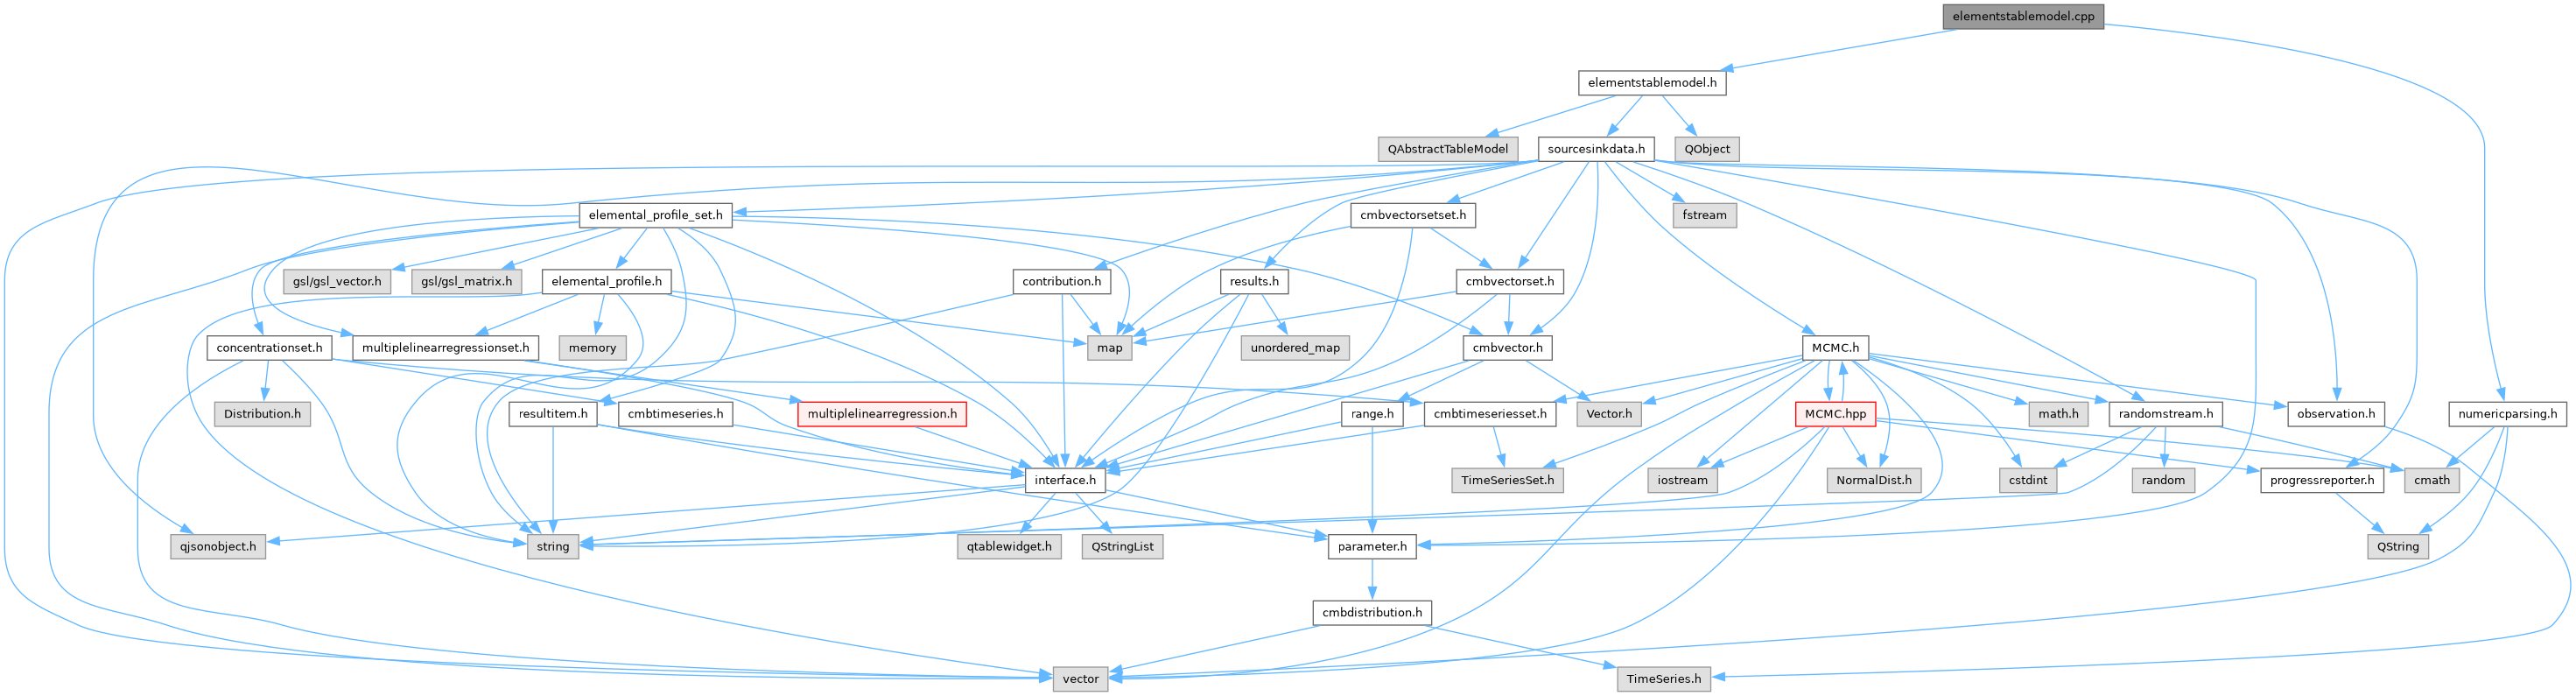 elementstablemodel.cpp
elementstablemodel.h
QAbstractTableModel
sourcesinkdata.h
QObject
elemental_profile_set.h
cmbvectorsetset.h
fstream
gsl/gsl_vector.h
gsl/gsl_matrix.h
elemental_profile.h
contribution.h
results.h
cmbvectorset.h
concentrationset.h
multiplelinearregressionset.h
memory
map
unordered_map
cmbvector.h
MCMC.h
Distribution.h
resultitem.h
cmbtimeseries.h
multiplelinearregression.h
range.h
cmbtimeseriesset.h
Vector.h
MCMC.hpp
math.h
randomstream.h
observation.h
numericparsing.h
interface.h
TimeSeriesSet.h
iostream
NormalDist.h
cstdint
random
progressreporter.h
cmath
qjsonobject.h
string
qtablewidget.h
QStringList
parameter.h
QString
cmbdistribution.h
vector
TimeSeries.h